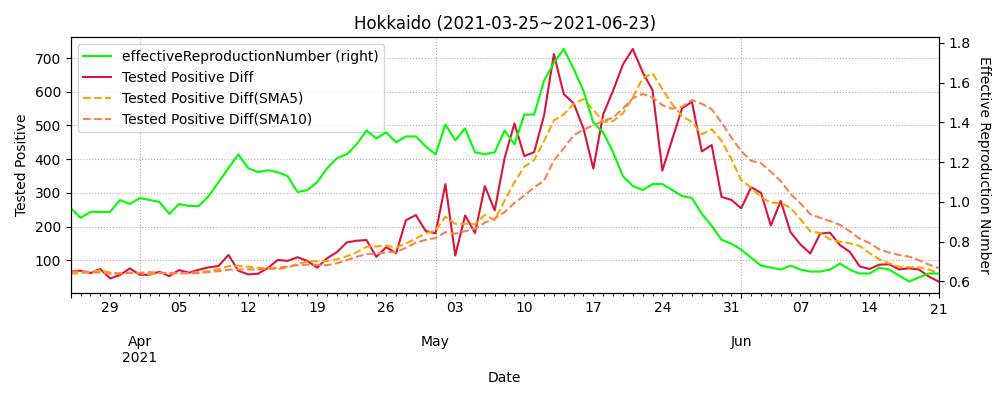 Hokkaido (2021-03-25~2021-06-23)
effectiveReproductionNumber (right)
Tested Positive Diff
Tested Positive Diff(SMA5)
Tested Positive Diff(SMA10)
Tested Positive
700
600
500
400
300
200
100
1.8
1.6
1.4
1.2
1.0
0.8
0.6
Effective Reproduction Number
29 05 12 19 26 03 10 17 24 31 07 14 21
Apr May Jun
2021
Date